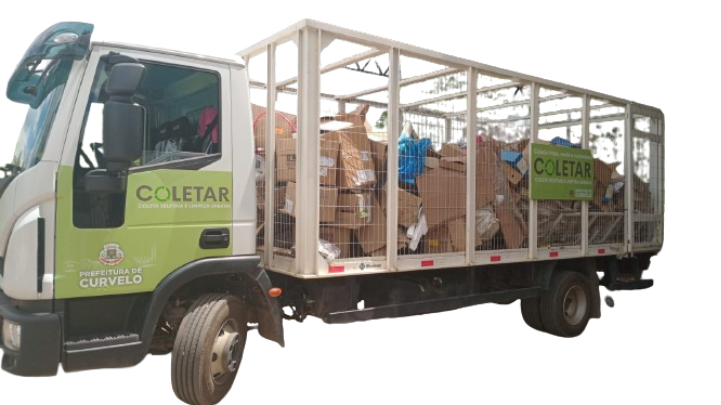 COLETAR
COLETA SELETIVA E LIMPEZA URBANA
PREFEITURA DE
CURVELO
COLETAR